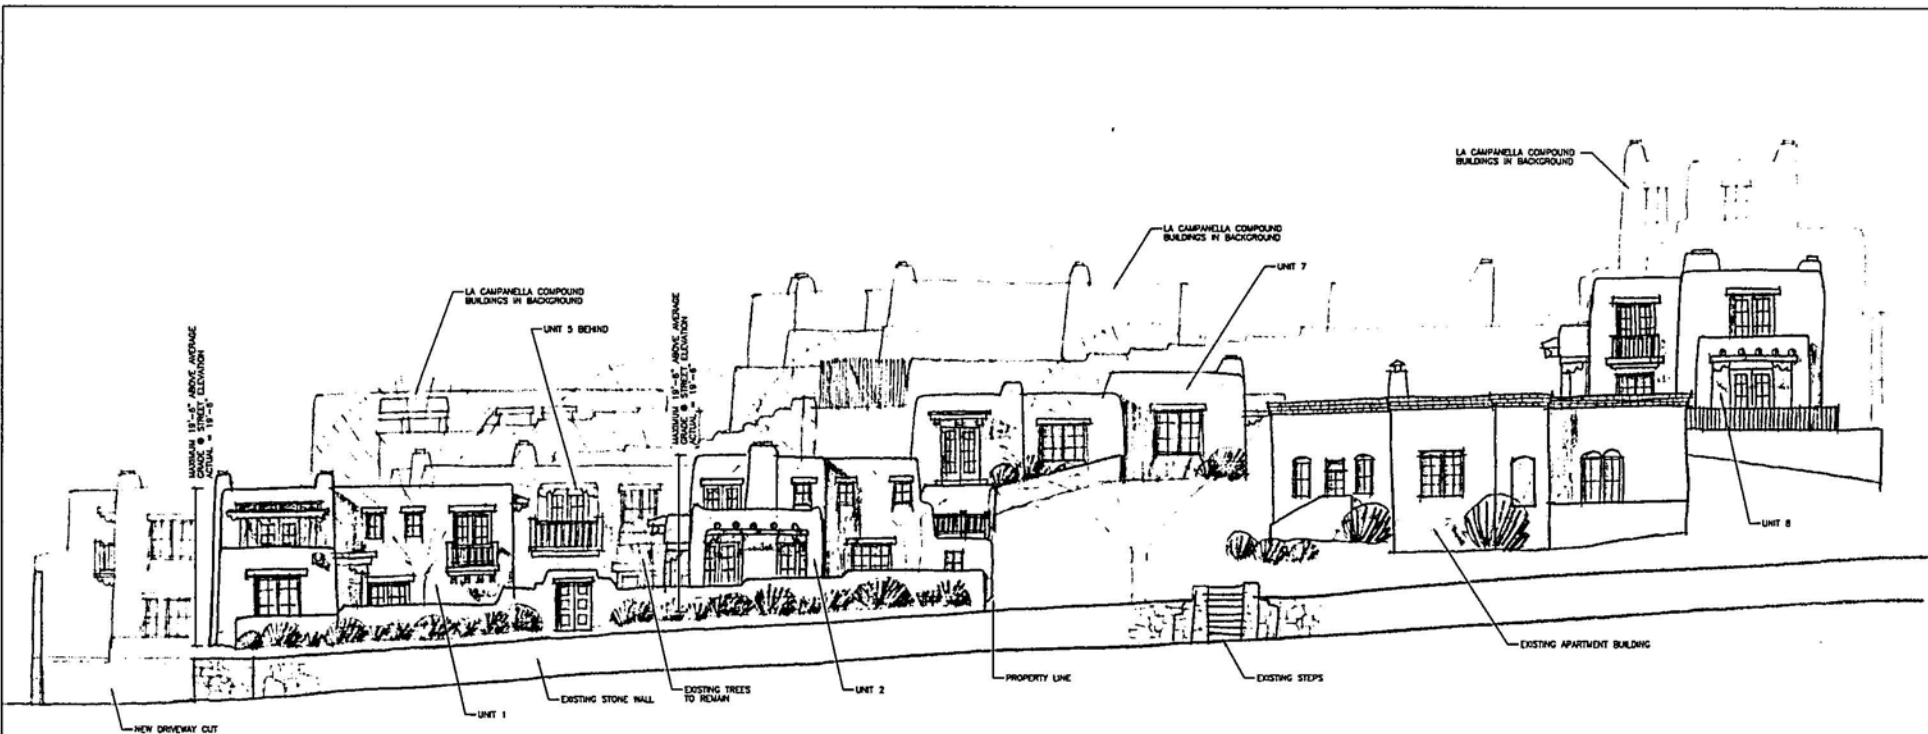 LA CAMPANELLA COMPOUND
BUILDINGS IN BACKGROUND
LA CAMPANELLA COMPOUND
BUILDINGS IN BACKGROUND
UNIT 7
LA CAMPANELLA COMPOUND
BUILDINGS IN BACKGROUND
UNIT 5 BEHIND
MAXIMUM 19'-6" ABOVE AVERAGE
GRADE @ STREET ELEVATION
ACTUAL = 19'-6"
MAXIMUM 19'-6" ABOVE AVERAGE
GRADE @ STREET ELEVATION
ACTUAL = 19'-6"
UNIT 8
EXISTING APARTMENT BUILDING
EXISTING STEPS
PROPERTY LINE
UNIT 2
EXISTING TREES
TO REMAIN
EXISTING STONE WALL
UNIT 1
NEW DRIVEWAY CUT